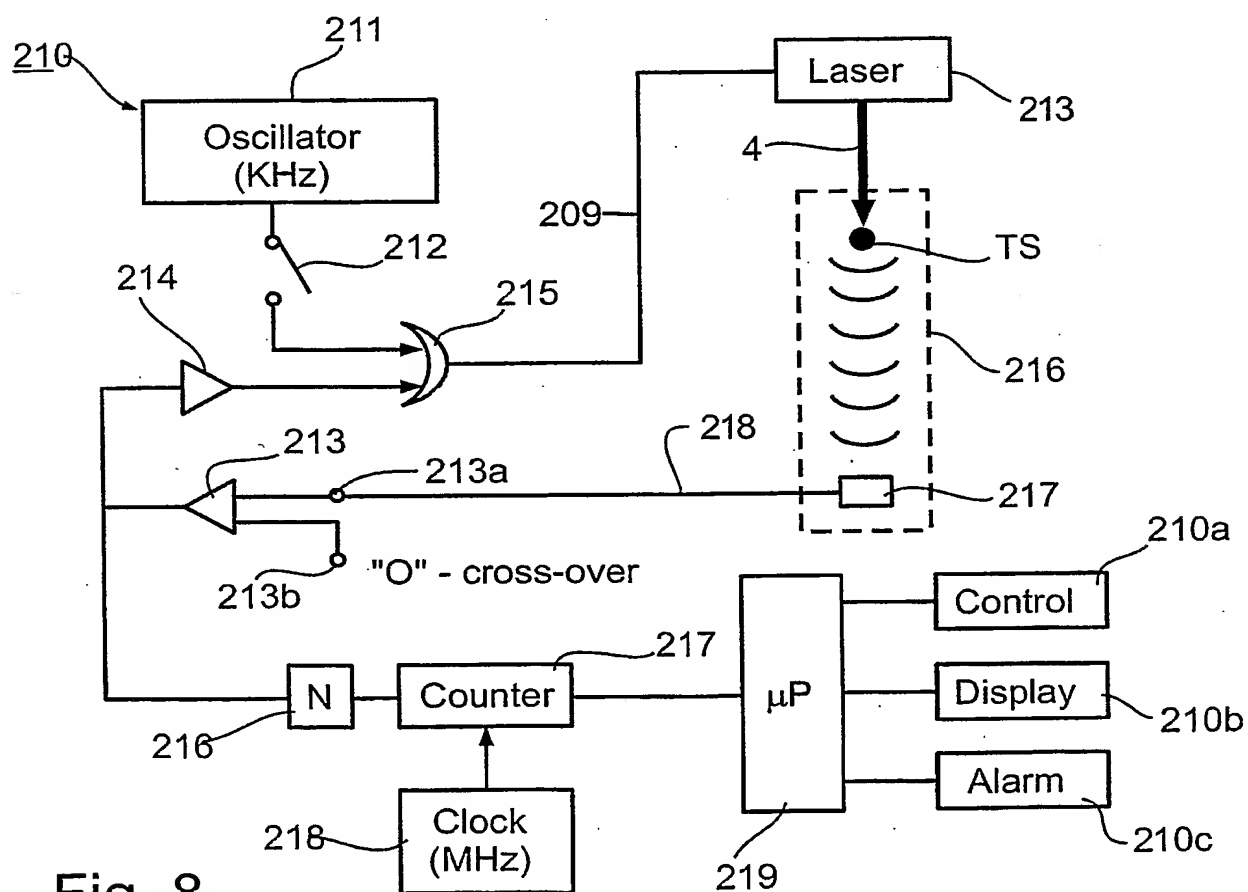 210
211
Oscillator
(KHz)
212
214
215
209
Laser
213
4
TS
216
218
213
213a
213b
"O" - cross-over
217
210a
Control
217
N
Counter
216
μP
Display
210b
Alarm
210c
218
Clock
(MHz)
219
Fig. 8